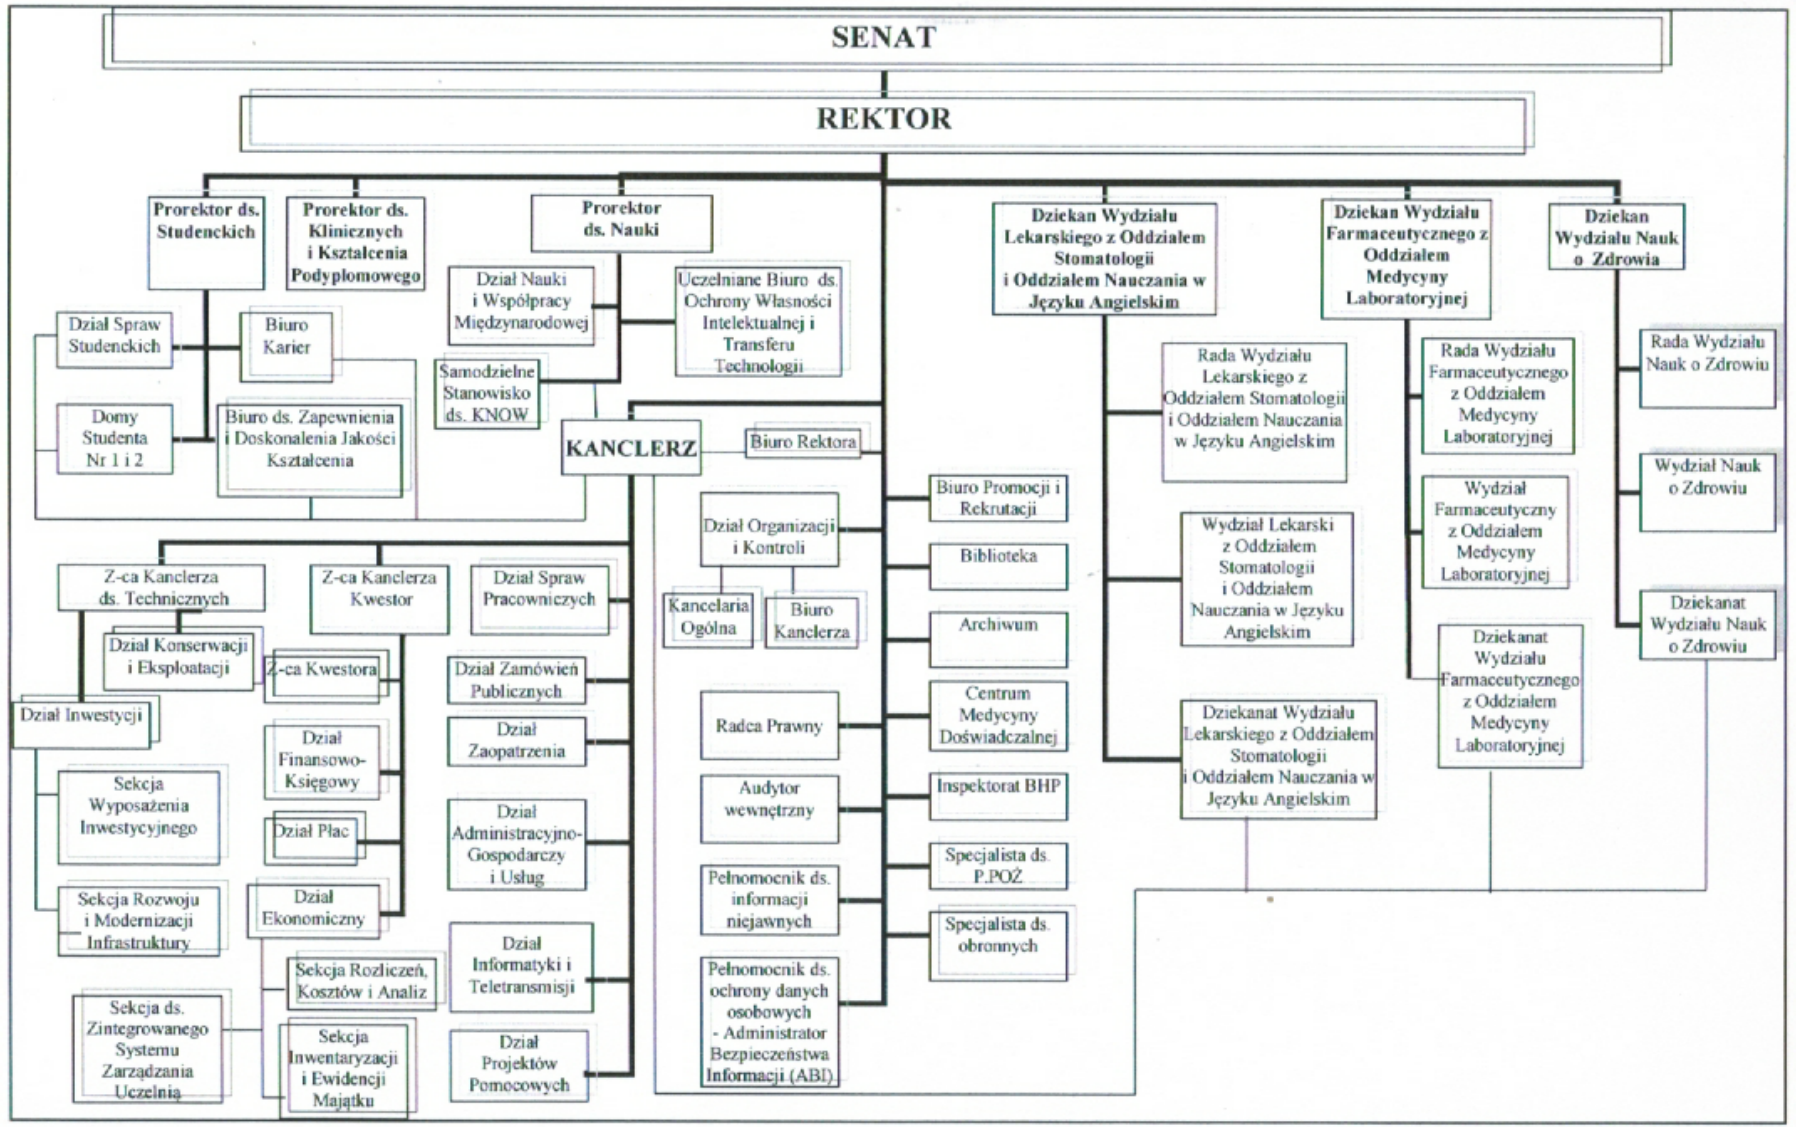 SENAT
REKTOR
Prorektor ds.
Studenckich
Prorektor ds.
Klinicznych
i Kształcenia
Podyplomowego
Prorektor
ds. Nauki
Dziekan Wydziału
Lekarskiego z Oddziałem
Stomatologii
i Oddziałem Nauczania w
Języku Angielskim
Dziekan Wydziału
Farmaceutycznego z
Oddziałem
Medycyny
Laboratoryjnej
Dziekan
Wydziału Nauk
o Zdrowia
Dział Spraw
Studenckich
Biuro
Karier
Domy
Studenta
Nr 1 i 2
Biuro ds. Zapewnienia
i Doskonalenia Jakości
Kształcenia
Dział Nauki
i Współpracy
Międzynarodowej
Uczelniane Biuro ds.
Ochrony Własności
Intelektualnej i
Transferu
Technologii
Samodzielne
Stanowisko
ds. KNOW
KANCLERZ
Biuro Rektora
Rada Wydziału
Lekarskiego z
Oddziałem Stomatologii
i Oddziałem Nauczania
w Języku Angielskim
Rada Wydziału
Farmaceutycznego
z Oddziałem
Medycyny
Laboratoryjnej
Rada Wydziału
Nauk o Zdrowiu
Wydział Lekarski
z Oddziałem
Stomatologii
i Oddziałem
Nauczania w Języku
Angielskim
Wydział
Farmaceutyczny
z Oddziałem
Medycyny
Laboratoryjnej
Wydział Nauk
o Zdrowiu
Dziekanat Wydziału
Lekarskiego z Oddziałem
Stomatologii
i Oddziałem Nauczania w
Języku Angielskim
Dziekanat
Wydziału
Farmaceutycznego
z Oddziałem
Medycyny
Laboratoryjnej
Dziekanat
Wydziału Nauk
o Zdrowiu
Dział Organizacji
i Kontroli
Kancelaria
Ogólna
Biuro
Kanclerza
Radca Prawny
Audytor
wewnętrzny
Pełnomocnik ds.
informacji
niejawnych
Pełnomocnik ds.
ochrony danych
osobowych
- Administrator
Bezpieczeństwa
Informacji (ABI)
Biuro Promocji i
Rekrutacji
Biblioteka
Archiwum
Centrum
Medycyny
Doświadczalnej
Inspektorat BHP
Specjalista ds.
P.POŻ
Specjalista ds.
obronnych
Z-ca Kanclerza
ds. Technicznych
Z-ca Kanclerza
Kwestor
Dział Spraw
Pracowniczych
Dział Konserwacji
i Eksploatacji
Dział Inwestycji
Sekcja
Wyposażenia
Inwestycyjnego
Sekcja Rozwoju
i Modernizacji
Infrastruktury
Z-ca Kwestora
Dział
Finansowo-
Księgowy
Dział Płac
Dział
Ekonomiczny
Sekcja Rozliczeń,
Kosztów i Analiz
Sekcja ds.
Zintegrowanego
Systemu
Zarządzania
Uczelnią
Sekcja
Inwentaryzacji
i Ewidencji
Majątku
Dział Zamówień
Publicznych
Dział
Zaopatrzenia
Dział
Administracyjno-
Gospodarczy
i Usług
Dział
Informatyki i
Teletransmisji
Dział
Projektów
Pomocowych